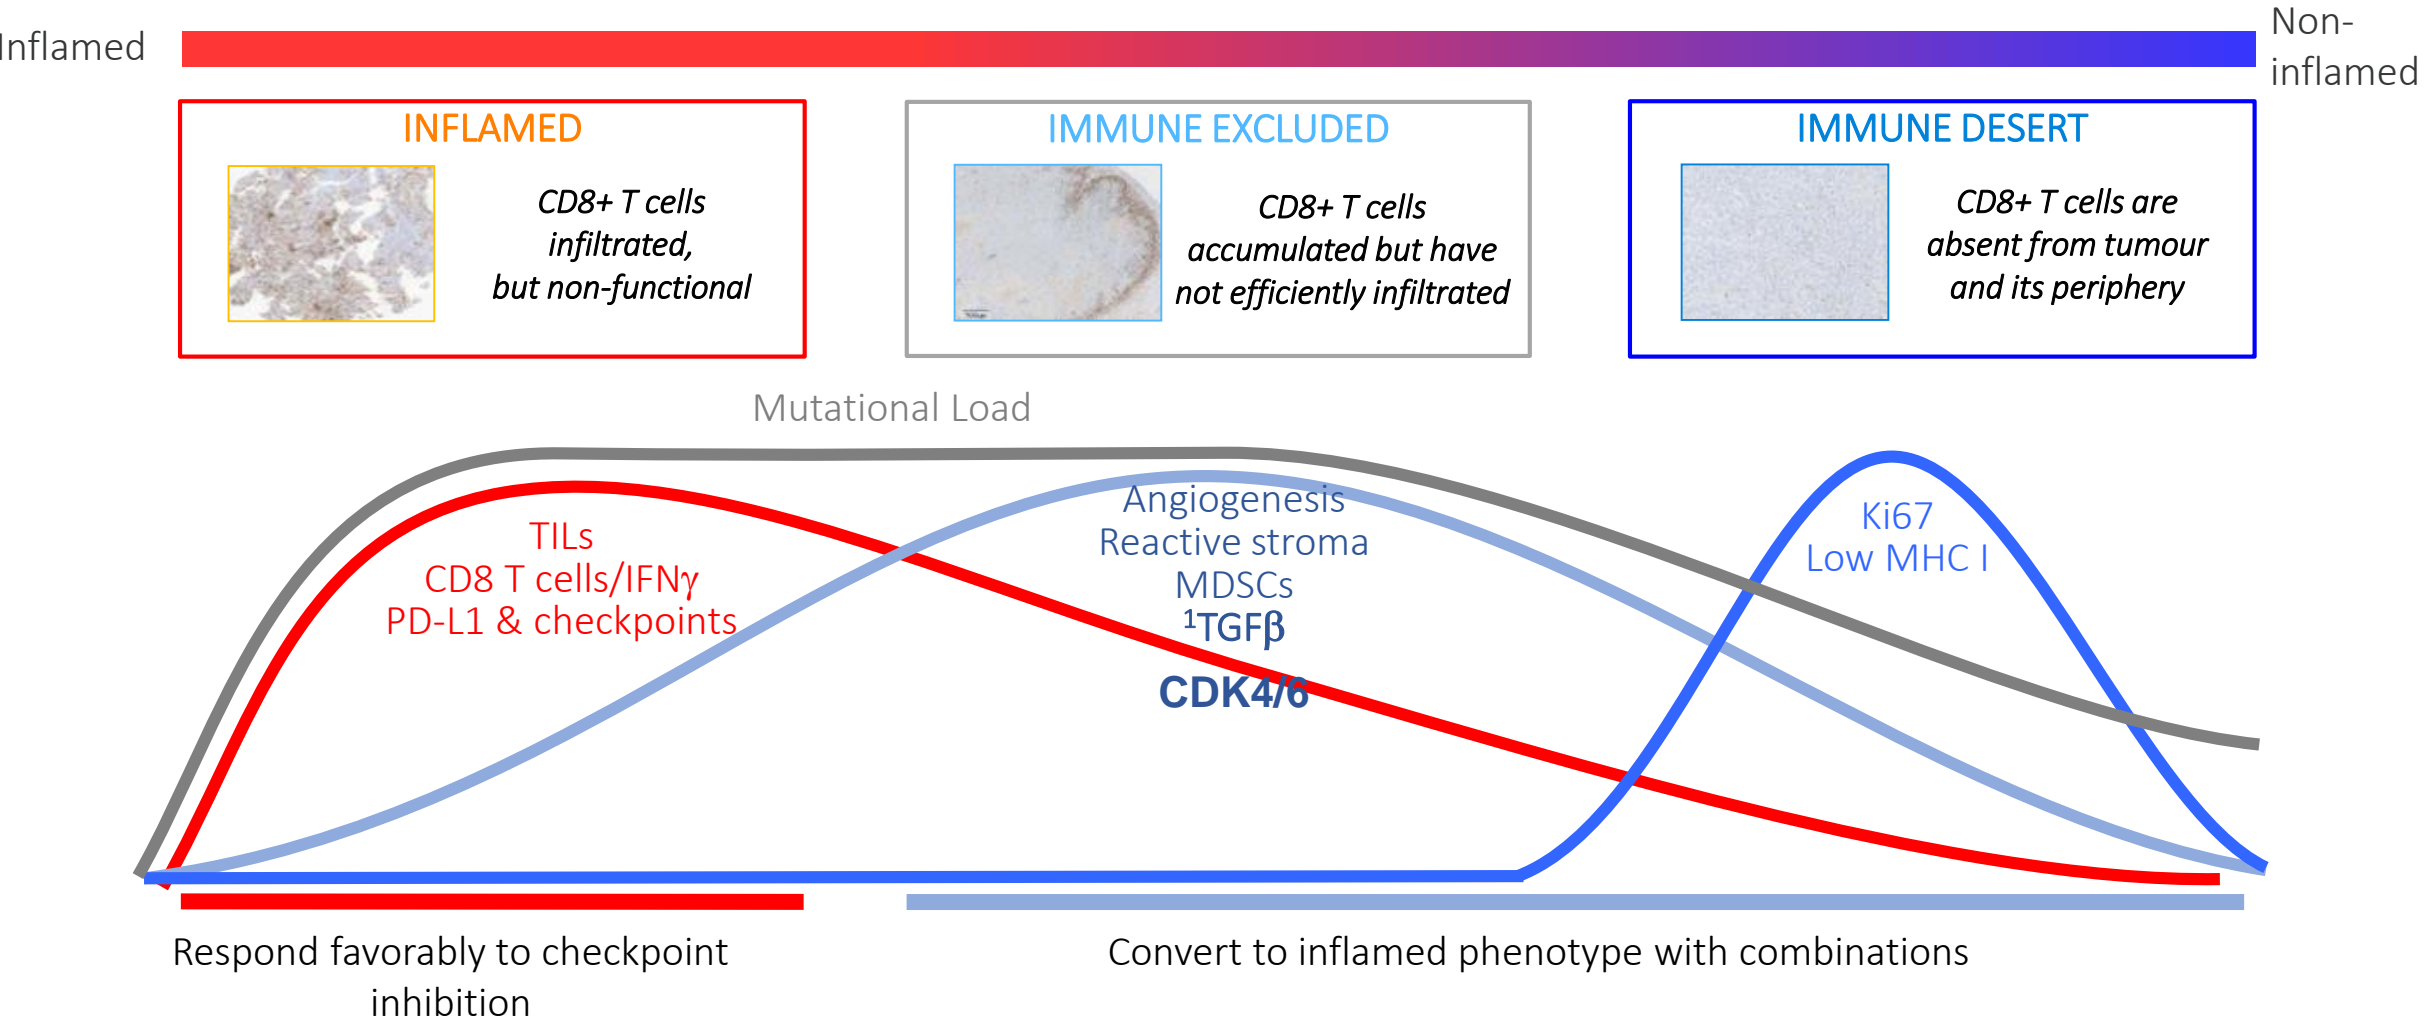 Inflamed
Non-
inflamed
INFLAMED
CD8+ T cells
infiltrated,
but non-functional
IMMUNE EXCLUDED
CD8+ T cells
accumulated but have
not efficiently infiltrated
IMMUNE DESERT
CD8+ T cells are
absent from tumour
and its periphery
Mutational Load
TILs
CD8 T cells/IFNγ
PD-L1 & checkpoints
Angiogenesis
Reactive stroma
MDSCs
¹TGFβ
CDK4/6
Ki67
Low MHC I
Respond favorably to checkpoint
inhibition
Convert to inflamed phenotype with combinations